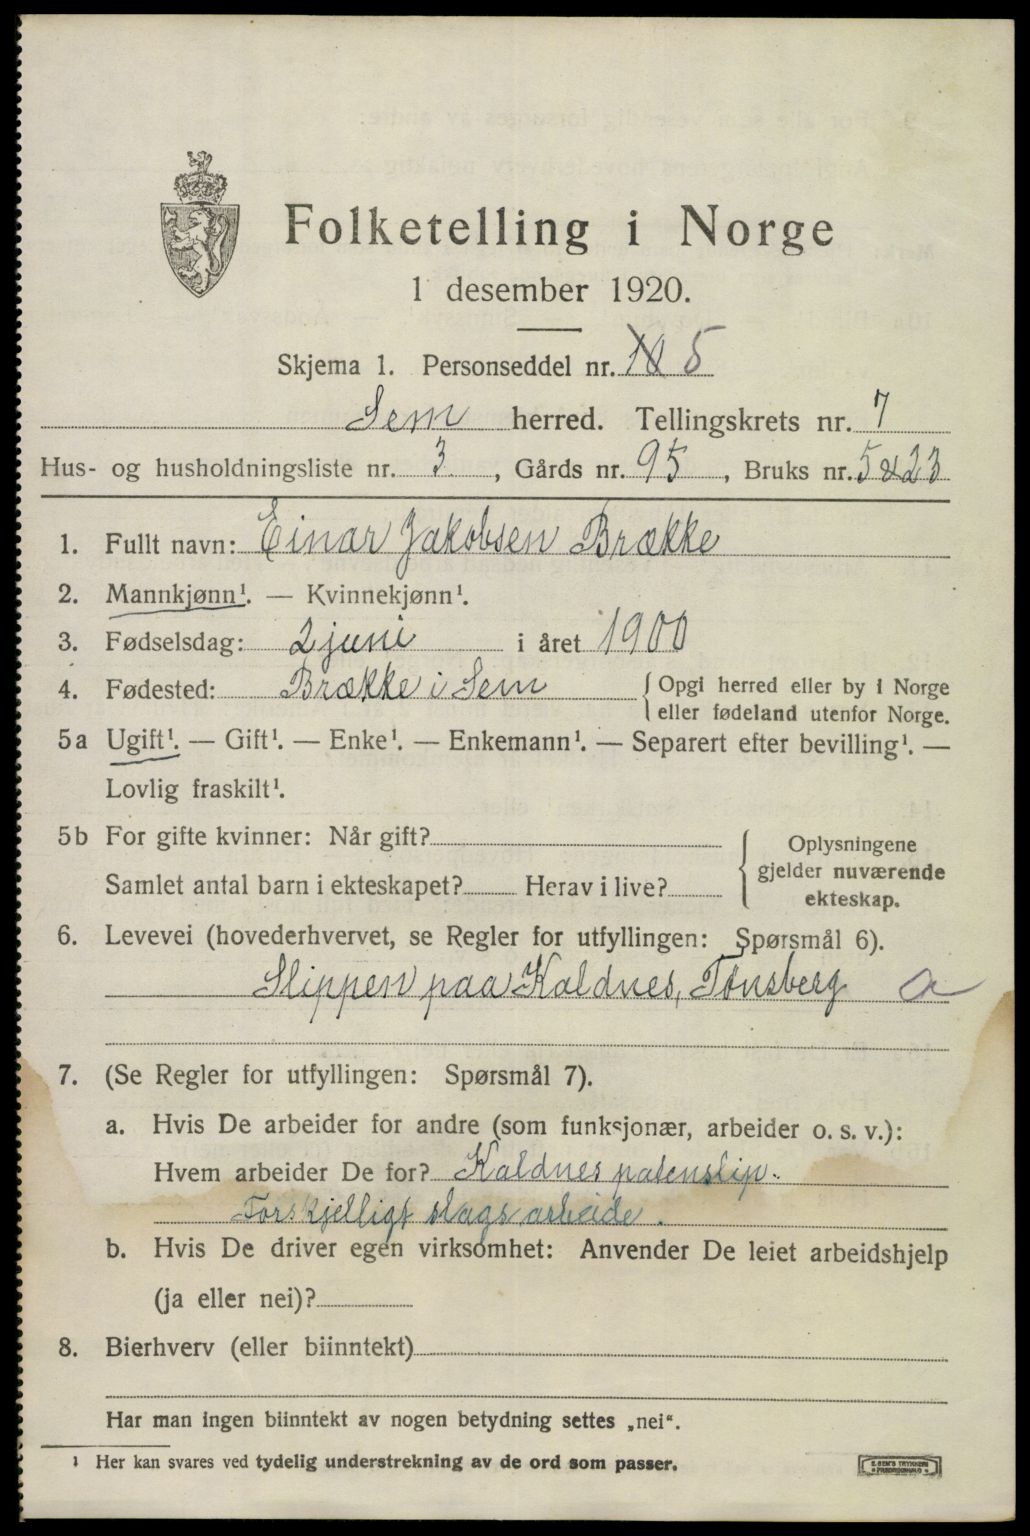 Folketelling i Norge
1 desember 1920.
Skjema 1. Personseddel nr. 10 5
Sem herred. Tellingskrets nr. 7
Hus- og husholdningsliste nr. 3, Gårds nr. 95, Bruks nr. 5 & 23
1. Fullt navn: Einar Jakobsen Brække
2. Mannkjønn¹. — Kvinnekjønn¹.
3. Fødselsdag: 2 juni i året 1900
4. Fødested: Brække i Sem { Opgi herred eller by i Norge
eller fødeland utenfor Norge.
5a Ugift¹. — Gift¹. — Enke¹. — Enkemann¹. — Separert efter bevilling¹. —
Lovlig fraskilt¹.
5b For gifte kvinner: Når gift?
Samlet antal barn i ekteskapet? Herav i live?
Oplysningene
gjelder nuværende
ekteskap.
6. Levevei (hovederhvervet, se Regler for utfyllingen: Spørsmål 6).
Slippen paa Kaldnes, Tønsberg a
7. (Se Regler for utfyllingen: Spørsmål 7).
a. Hvis De arbeider for andre (som funksjonær, arbeider o. s. v.):
Hvem arbeider De for? Kaldnes patenslip.
Forskjelligt slags arbeide.
b. Hvis De driver egen virksomhet: Anvender De leiet arbeidshjelp
(ja eller nei)?
8. Bierhverv (eller biinntekt)
Har man ingen biinntekt av nogen betydning settes „nei“.
¹ Her kan svares ved tydelig understrekning av de ord som passer.